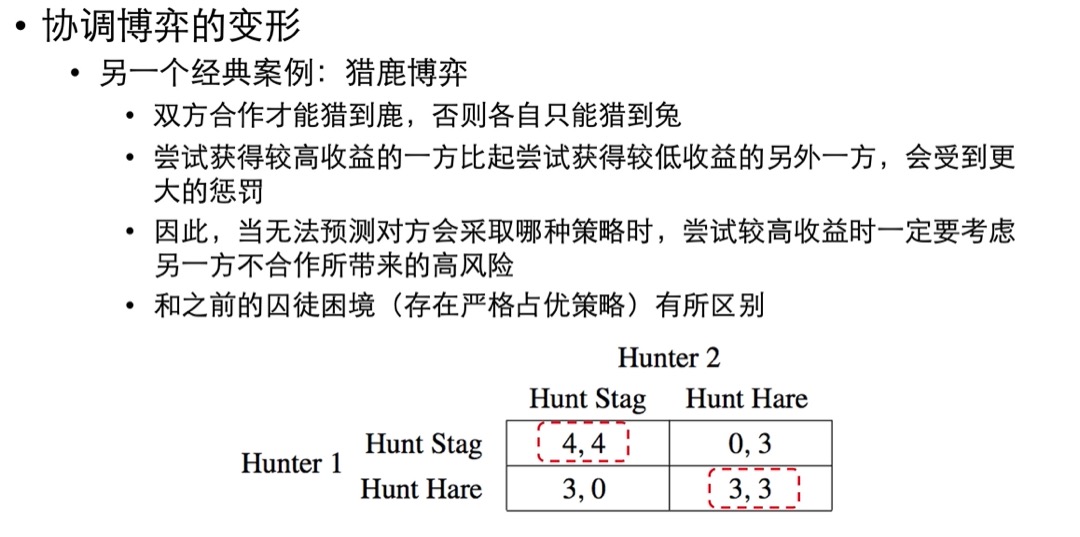 • 协调博弈的变形
• 另一个经典案例：猎鹿博弈
• 双方合作才能猎到鹿，否则各自只能猎到兔
• 尝试获得较高收益的一方比起尝试获得较低收益的另外一方，会受到更
大的惩罚
• 因此，当无法预测对方会采取哪种策略时，尝试较高收益时一定要考虑
另一方不合作所带来的高风险
• 和之前的囚徒困境（存在严格占优策略）有所区别
Hunter 2
Hunt Stag Hunt Hare
Hunter 1
Hunt Stag 4, 4 0, 3
Hunt Hare 3, 0 3, 3